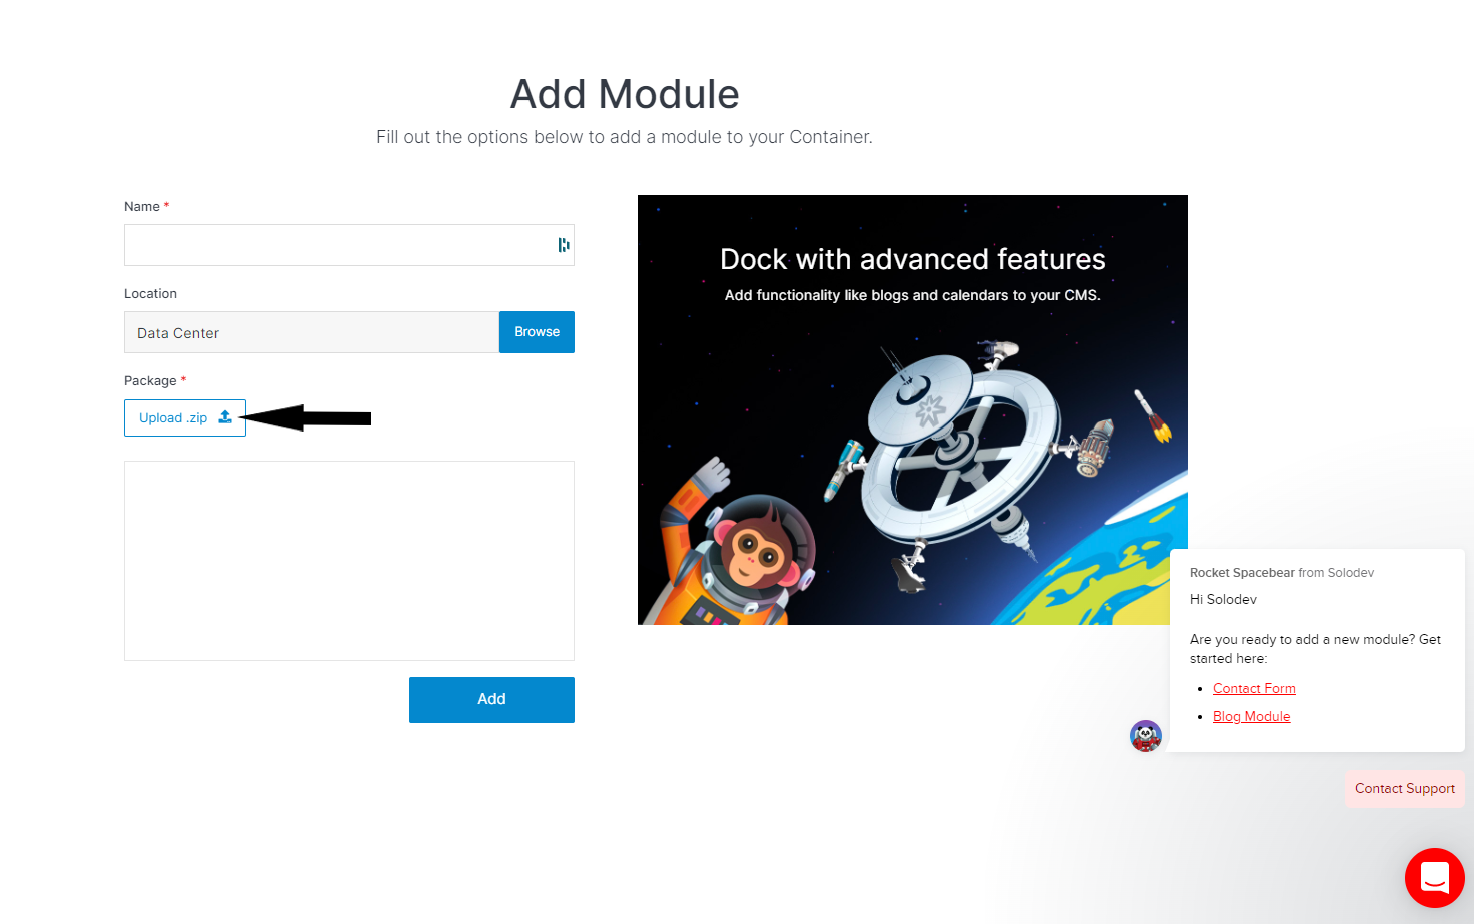 Add Module
Fill out the options below to add a module to your Container.
Name *
Location
Data Center
Browse
Package *
Upload .zip
Add
Dock with advanced features
Add functionality like blogs and calendars to your CMS.
Rocket Spacebear from Solodev
Hi Solodev
Are you ready to add a new module? Get
started here:
• Contact Form
• Blog Module
Contact Support